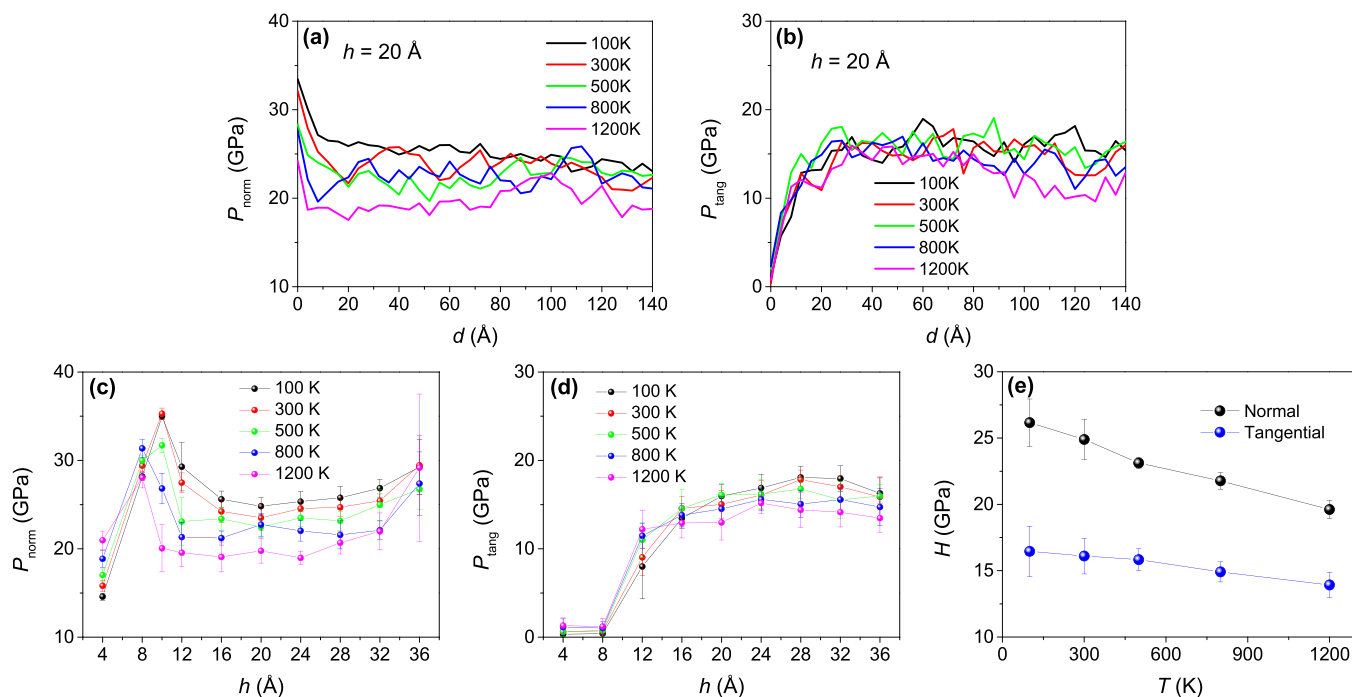 (a)
h = 20 Å
100K
300K
500K
800K
1200K
40
30
20
10
P_norm (GPa)
0 20 40 60 80 100 120 140
d (Å)
(b)
h = 20 Å
100K
300K
500K
800K
1200K
30
20
10
0
P_tang (GPa)
0 20 40 60 80 100 120 140
d (Å)
(c)
100 K
300 K
500 K
800 K
1200 K
40
30
20
10
P_norm (GPa)
4 8 12 16 20 24 28 32 36
h (Å)
(d)
100 K
300 K
500 K
800 K
1200 K
30
20
10
0
P_tang (GPa)
4 8 12 16 20 24 28 32 36
h (Å)
(e)
Normal
Tangential
30
25
20
15
10
H (GPa)
0 300 600 900 1200
T (K)